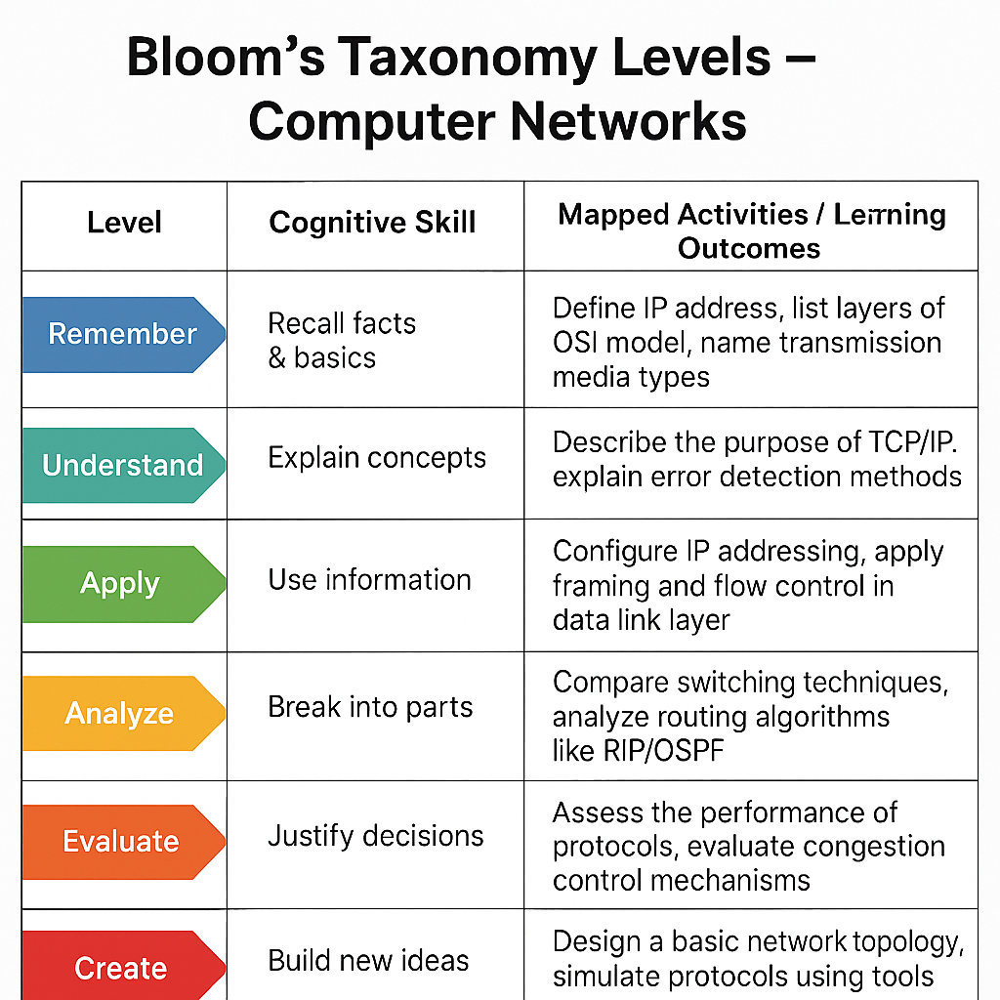 Bloom’s Taxonomy Levels –
Computer Networks
Level
Cognitive Skill
Mapped Activities / Leırning
Outcomes
Remember
Recall facts
& basics
Define IP address, list layers of
OSI model, name transmission
media types
Understand
Explain concepts
Describe the purpose of TCP/IP.
explain error detection methods
Apply
Use information
Configure IP addressing, apply
framing and flow control in
data link layer
Analyze
Break into parts
Compare switching techniques,
analyze routing algorithms
like RIP/OSPF
Evaluate
Justify decisions
Assess the performance of
protocols, evaluate congestion
control mechanisms
Create
Build new ideas
Design a basic network topology,
simulate protocols using tools